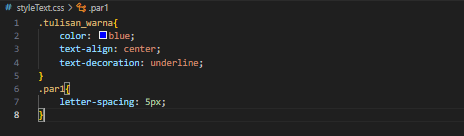 # styleText.css > .par1
1 .tulisan_warna{
2 color: blue;
3 text-align: center;
4 text-decoration: underline;
5 }
6 .par1{
7 letter-spacing: 5px;
8 }